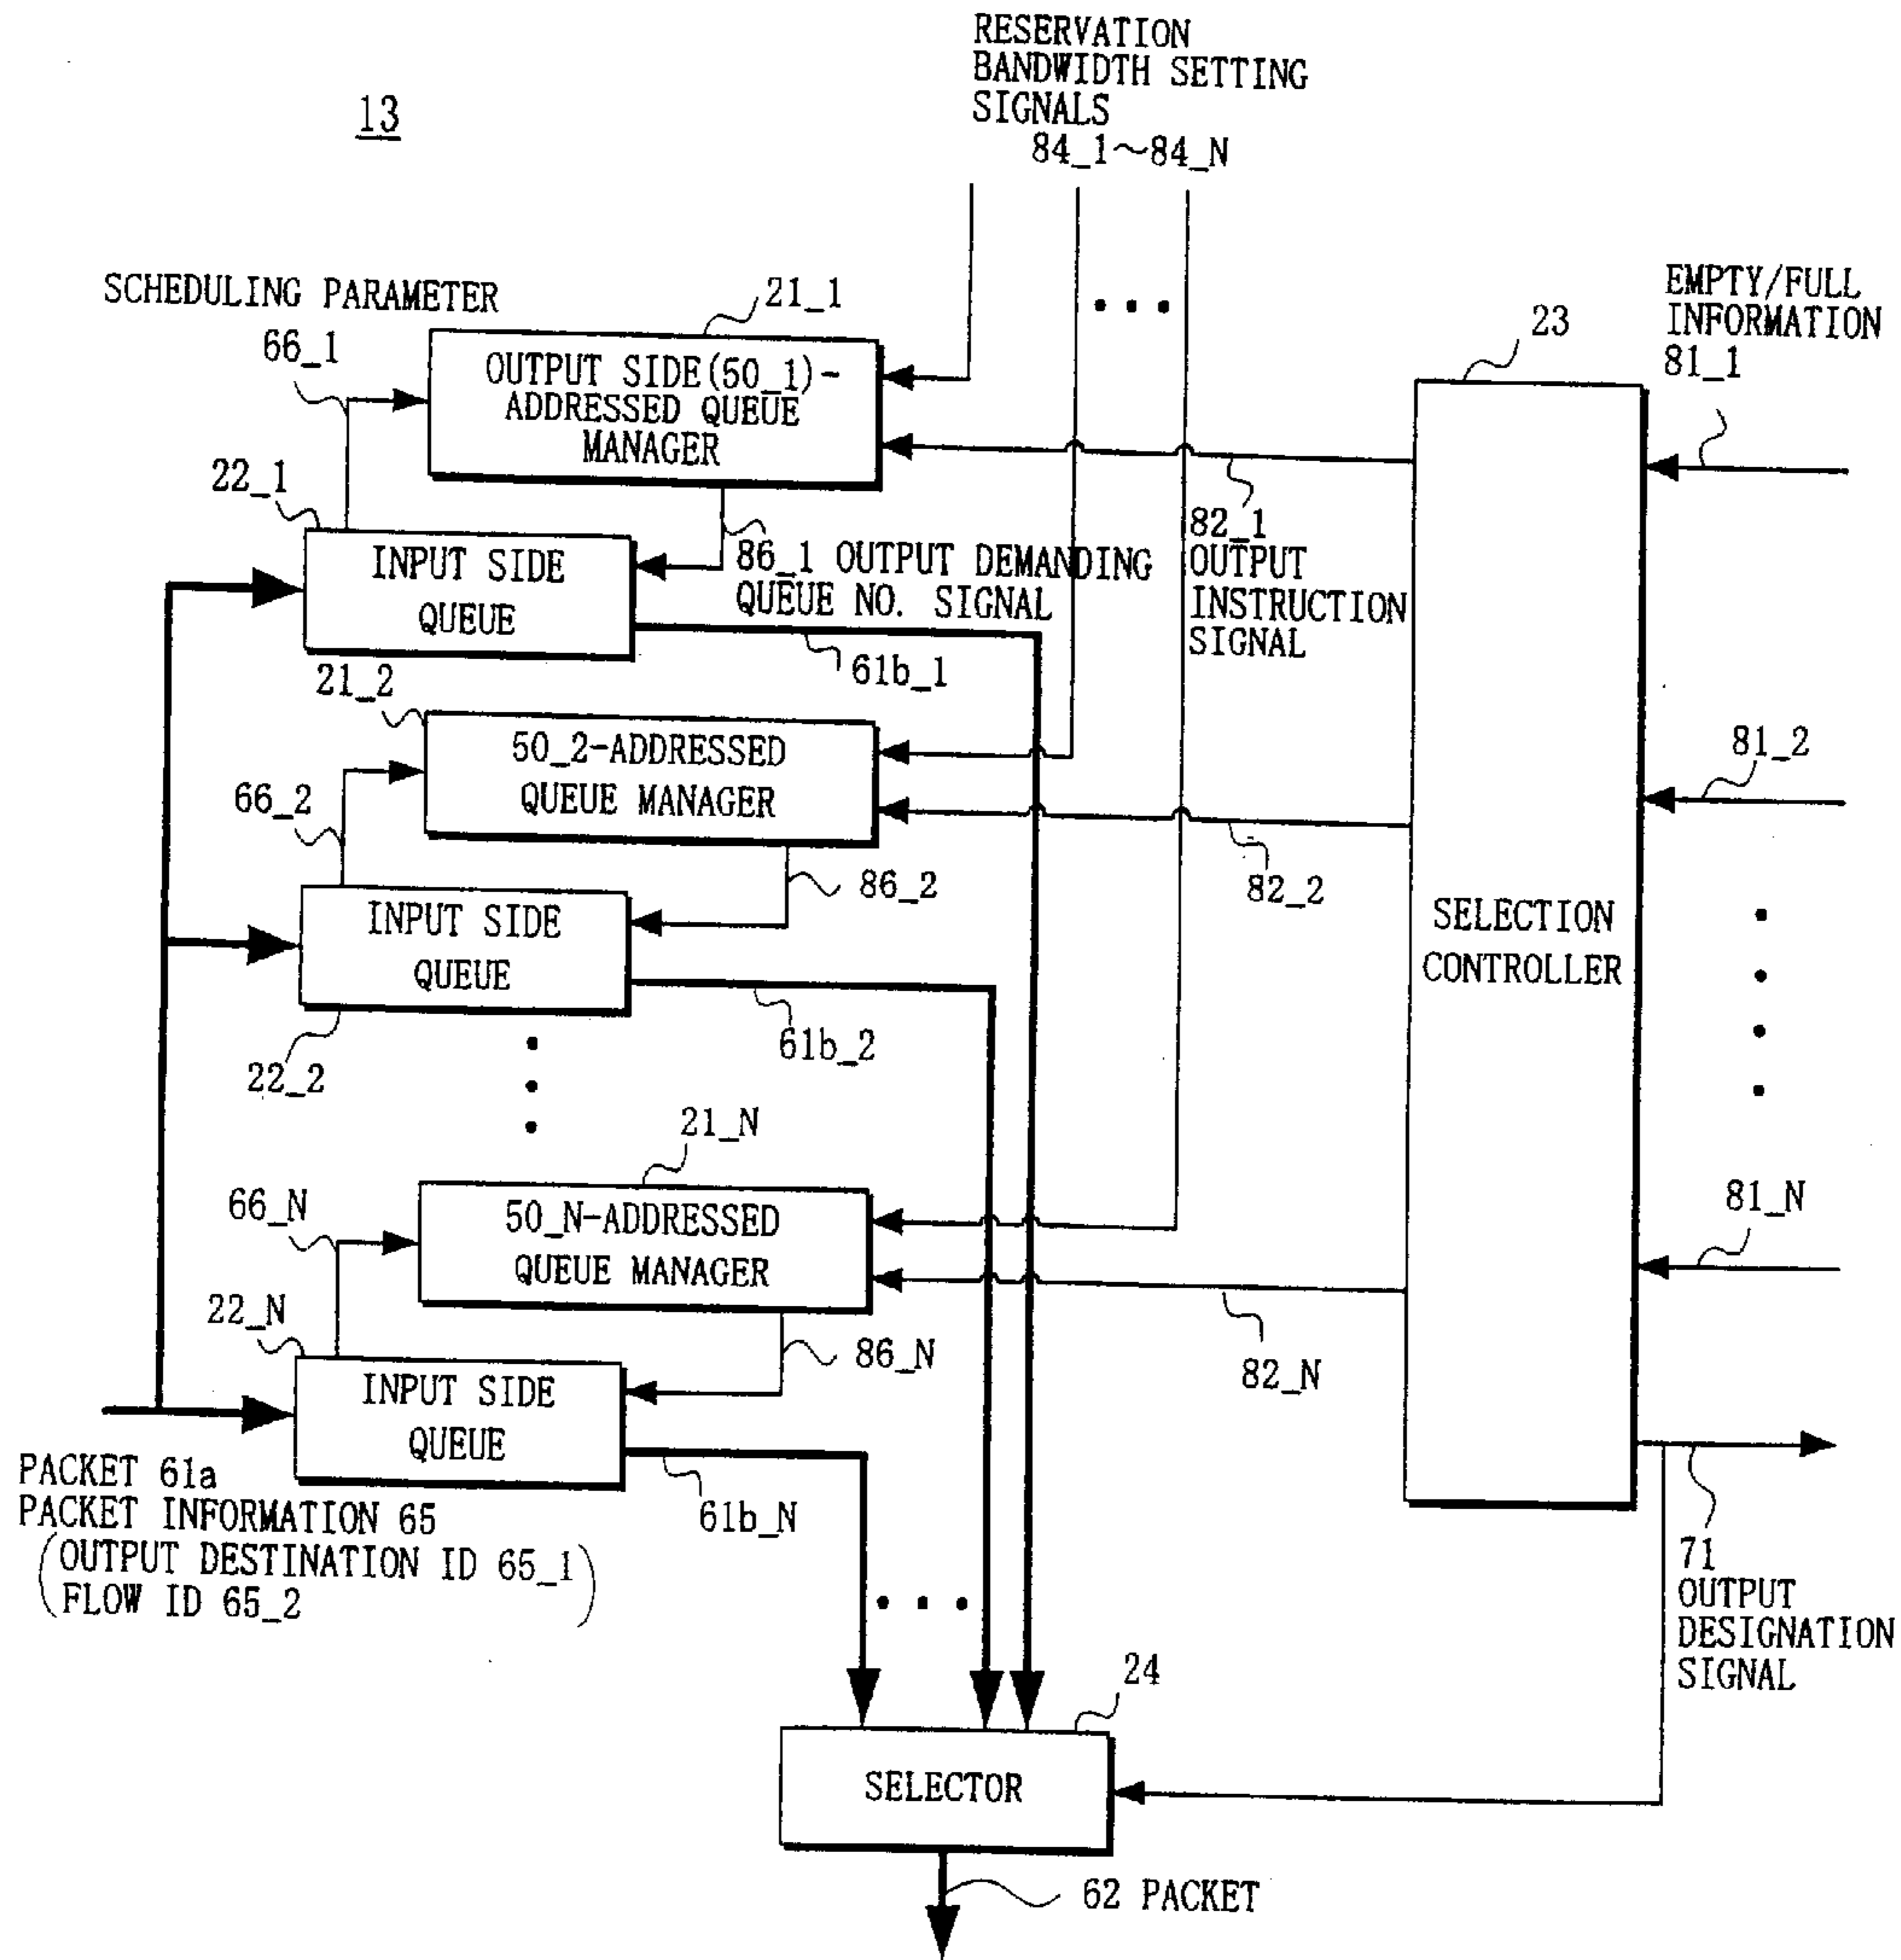 RESERVATION
BANDWIDTH SETTING
SIGNALS
84_1～84_N
13
SCHEDULING PARAMETER
66_1
21_1
OUTPUT SIDE(50_1)-
ADDRESSED QUEUE
MANAGER
23
EMPTY/FULL
INFORMATION
81_1
22_1
INPUT SIDE
QUEUE
86_1 OUTPUT DEMANDING
QUEUE NO. SIGNAL
82_1
OUTPUT
INSTRUCTION
SIGNAL
61b_1
21_2
50_2-ADDRESSED
QUEUE MANAGER
66_2
81_2
82_2
86_2
INPUT SIDE
QUEUE
SELECTION
CONTROLLER
22_2
61b_2
21_N
66_N
50_N-ADDRESSED
QUEUE MANAGER
81_N
22_N
86_N
82_N
INPUT SIDE
QUEUE
PACKET 61a
PACKET INFORMATION 65
(OUTPUT DESTINATION ID 65_1)
FLOW ID 65_2
61b_N
71
OUTPUT
DESIGNATION
SIGNAL
24
SELECTOR
62 PACKET